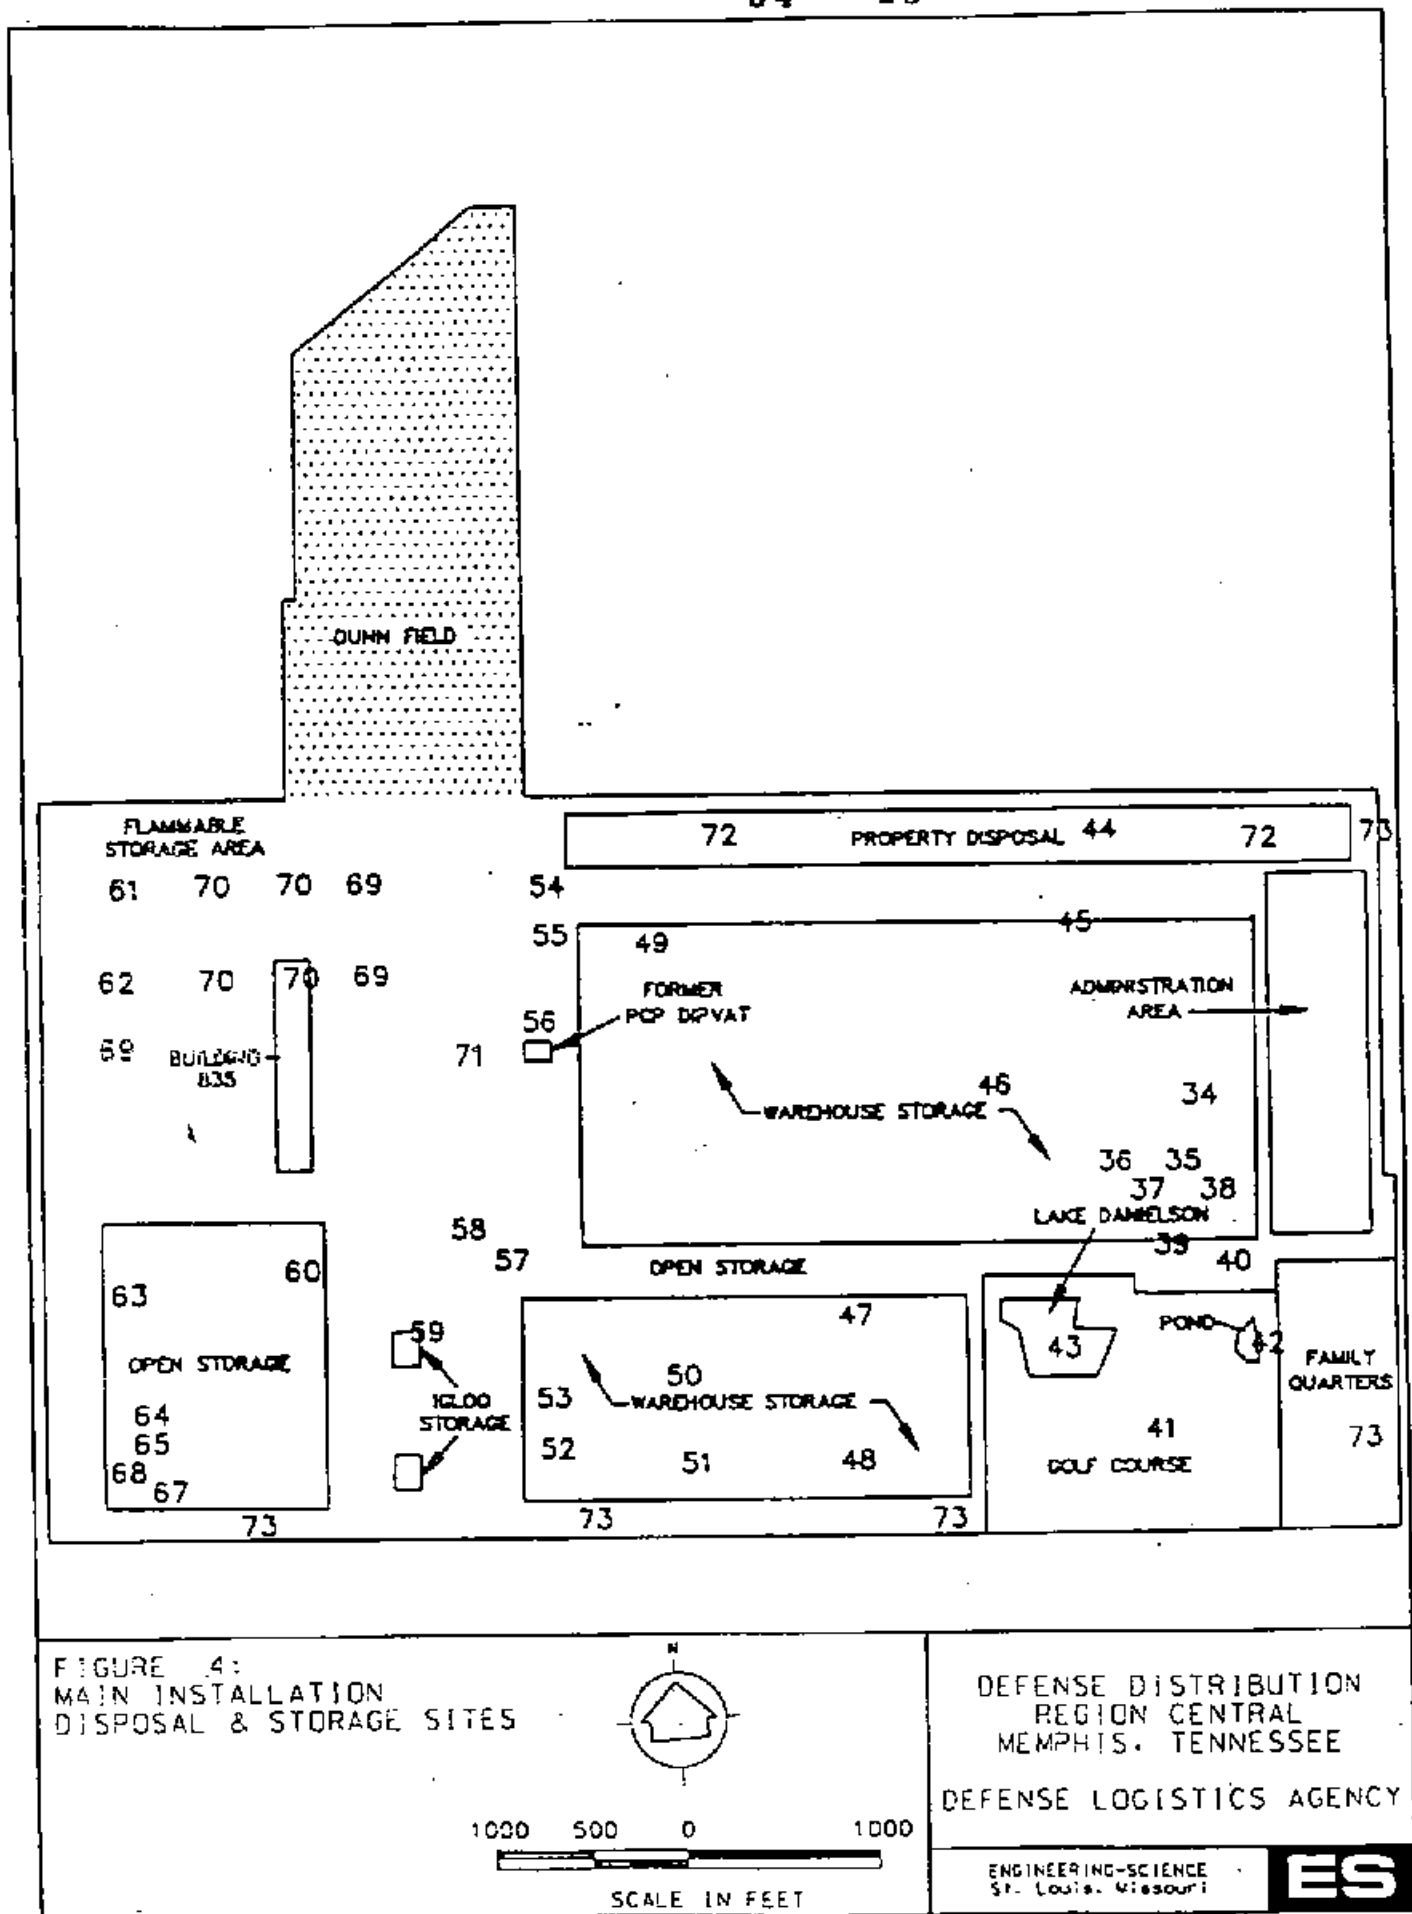 DUNN FIELD
FLAMMABLE
STORAGE AREA
72 PROPERTY DISPOSAL 44 72 73
61 70 70 69 54
55 49 45
62 70 70 69
FORMER
PCP DIPVAT
ADMINISTRATION
AREA
56
69
BUILDING
835
71
46
WAREHOUSE STORAGE
34
36 35
37 38
LAKE DANIELSON
39
58
57
OPEN STORAGE
40
60
63
47
59
43
POND
42
OPEN STORAGE
FAMILY
QUARTERS
50
53
WAREHOUSE STORAGE
IGLOO
STORAGE
64
65
52
51
48
41
73
68
67
GOLF COURSE
73
73
73
FIGURE 4:
MAIN INSTALLATION
DISPOSAL & STORAGE SITES
N
DEFENSE DISTRIBUTION
REGION CENTRAL
MEMPHIS, TENNESSEE
DEFENSE LOGISTICS AGENCY
1000 500 0 1000
SCALE IN FEET
ENGINEERING-SCIENCE
St. Louis, Missouri
ES